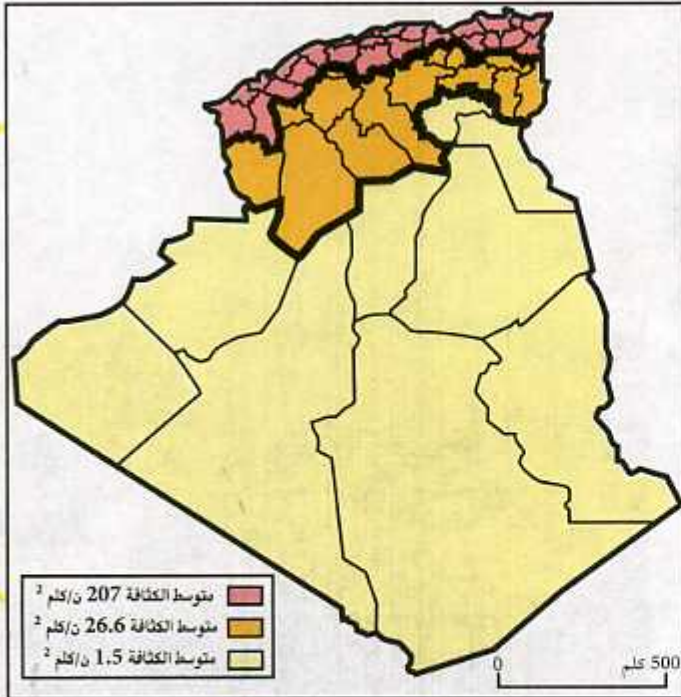 متوسط الكثافة 207 ن/كلم ²
متوسط الكثافة 26.6 ن/كلم ²
متوسط الكثافة 1.5 ن/كلم ²
0 500 كلم